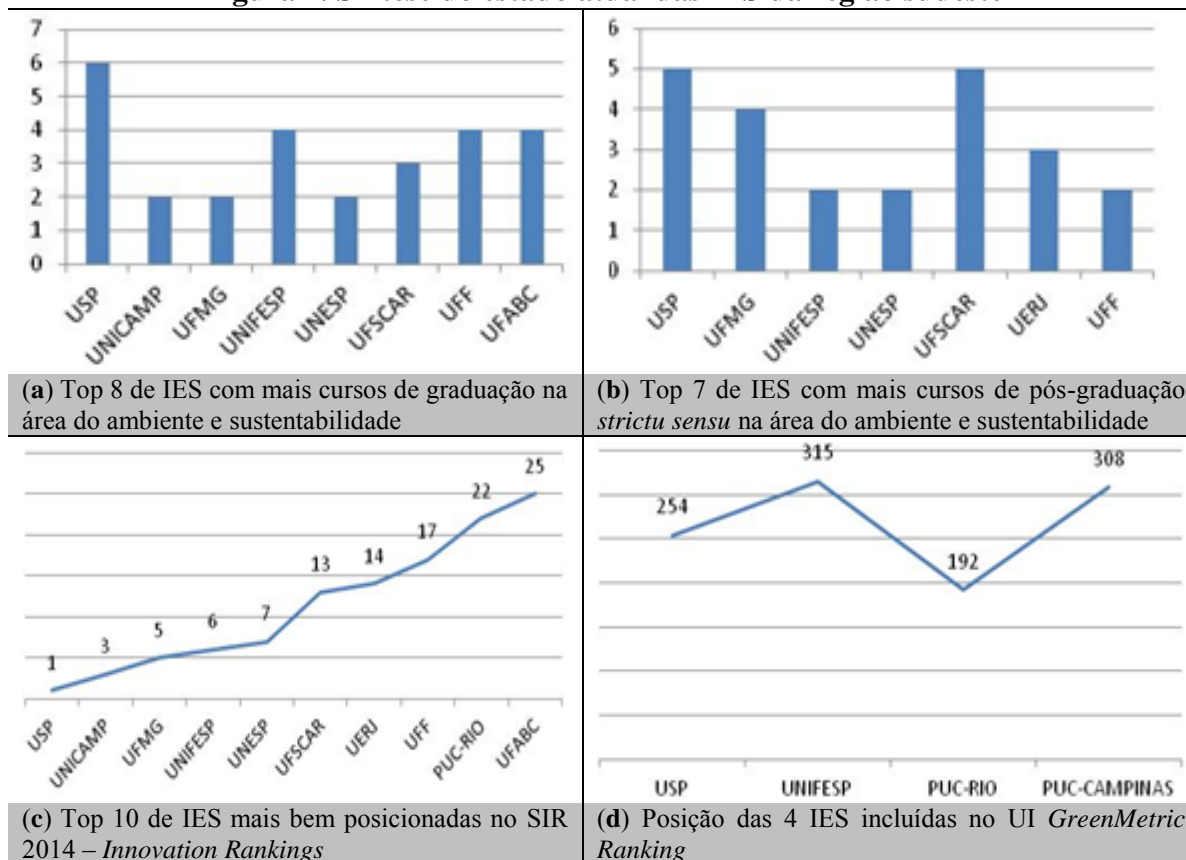 6
5
4
3
2
1
0
7
USP
UNICAMP
UFMG
UNIFESP
UNESP
UFSCAR
UFF
UFABC
(a) Top 8 de IES com mais cursos de graduação na
área do ambiente e sustentabilidade
6
5
4
3
2
1
0
USP
UFMG
UNIFESP
UNESP
UFSCAR
UERJ
UFF
(b) Top 7 de IES com mais cursos de pós-graduação
strictu sensu na área do ambiente e sustentabilidade
1
3
5
6
7
13
14
17
22
25
USP
UNICAMP
UFMG
UNIFESP
UNESP
UFSCAR
UERJ
UFF
PUC-RIO
UFABC
(c) Top 10 de IES mais bem posicionadas no SIR
2014 – Innovation Rankings
254
315
192
308
USP
UNIFESP
PUC-RIO
PUC-CAMPINAS
(d) Posição das 4 IES incluídas no UI GreenMetric
Ranking